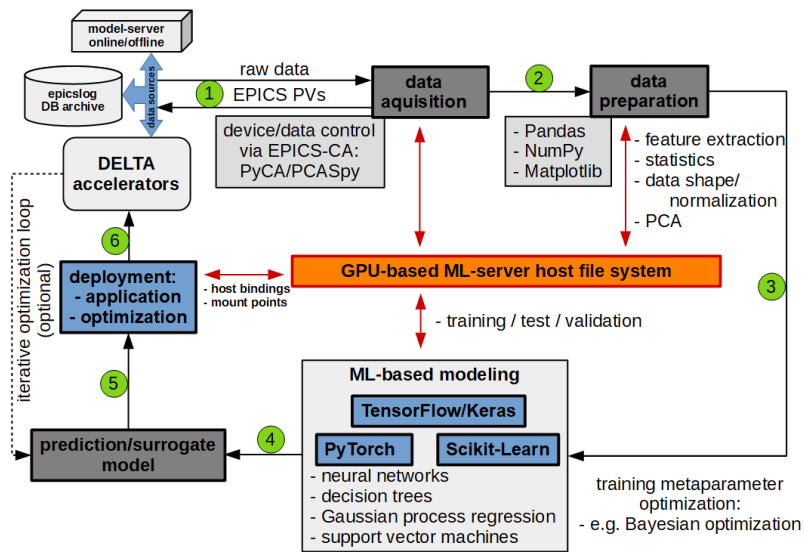 model-server
online/offline
epicslog
DB archive
data sources
raw data
1
EPICS PVs
data
aquisition
2
data
preparation
device/data control
via EPICS-CA:
PyCA/PCASpy
- Pandas
- NumPy
- Matplotlib
- feature extraction
- statistics
- data shape/
normalization
- PCA
DELTA
accelerators
6
iterative optimization loop
(optional)
deployment:
- application
- optimization
- host bindings
- mount points
GPU-based ML-server host file system
3
- training / test / validation
5
ML-based modeling
TensorFlow/Keras
PyTorch
Scikit-Learn
- neural networks
- decision trees
- Gaussian process regression
- support vector machines
4
prediction/surrogate
model
training metaparameter
optimization:
- e.g. Bayesian optimization